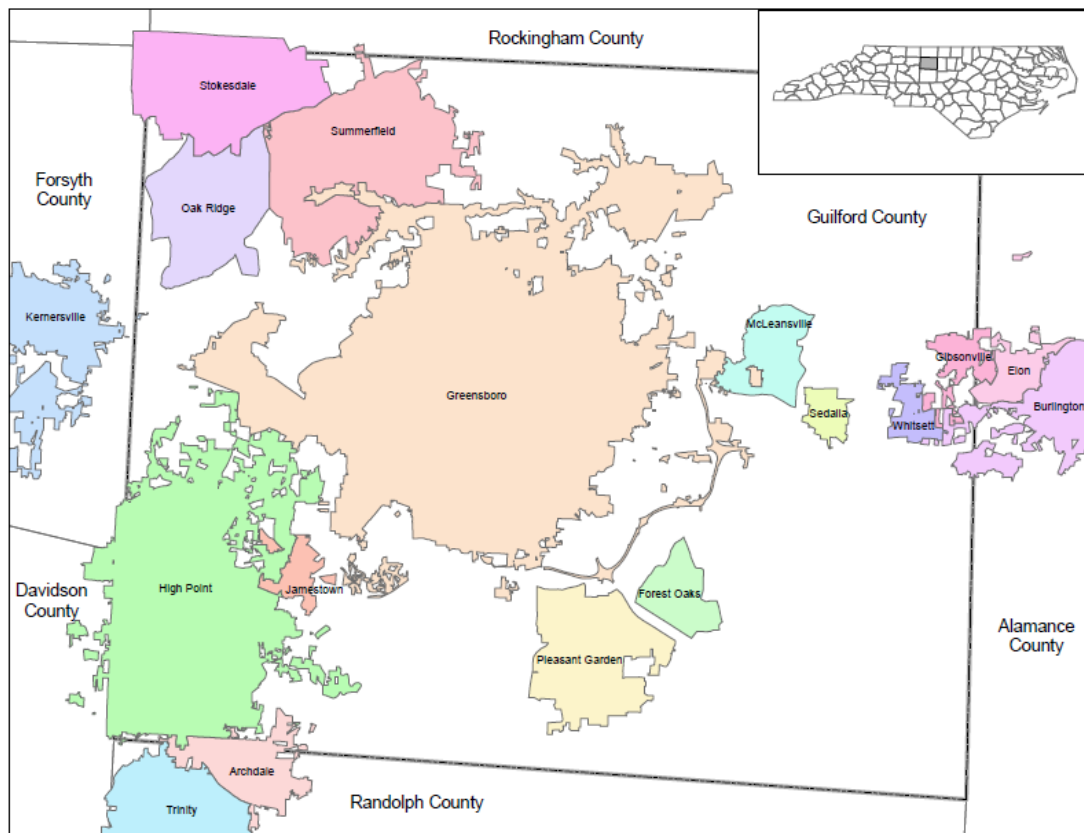 Rockingham County
Stokesdale
Summerfield
Forsyth
County
Oak Ridge
Guilford County
Kernersville
McLeansville
Gibsonville
Elon
Greensboro
Burlington
Sedalia
Whitsett
High Point
Jamestown
Davidson
County
Forest Oaks
Alamance
County
Pleasant Garden
Archdale
Randolph County
Trinity